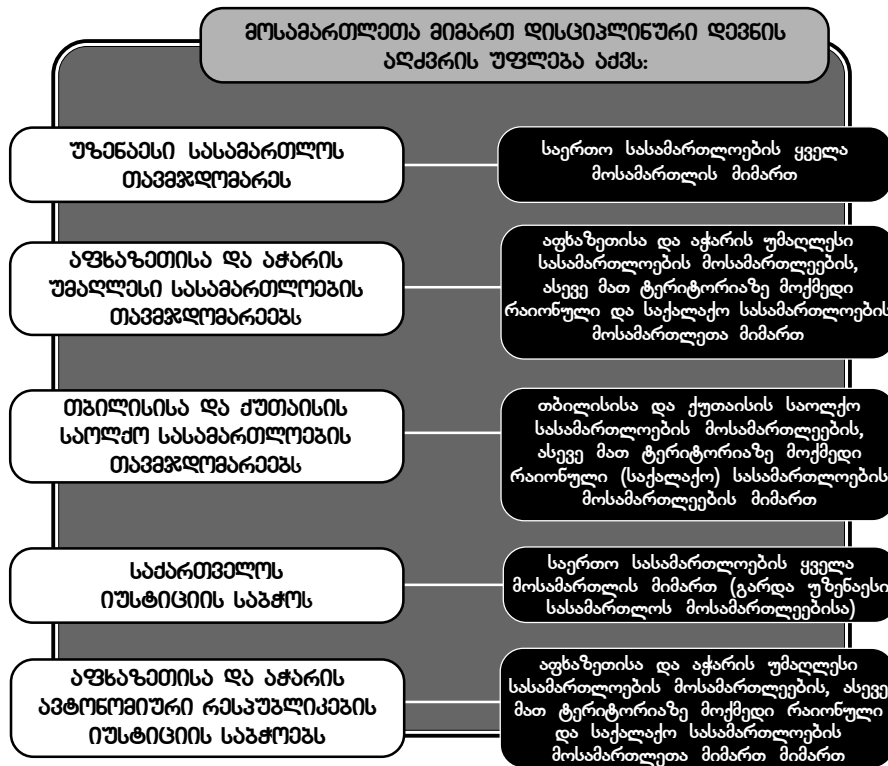 მოსამართლეთა მიმართ დისციპლინური დევნის
აღძვრის უფლება აქვს:
უზენაესი სასამართლოს
თავმჯდომარეს
საერთო სასამართლოების ყველა
მოსამართლის მიმართ
აფხაზეთისა და აჭარის
უმაღლესი სასამართლოების
თავმჯდომარეებს
აფხაზეთისა და აჭარის უმაღლესი
სასამართლოების მოსამართლეების,
ასევე მათ ტერიტორიაზე მოქმედი
რაიონული და საქალაქო სასამართლოების
მოსამართლეთა მიმართ
თბილისისა და ქუთაისის
საოლქო სასამართლოების
თავმჯდომარეებს
თბილისისა და ქუთაისის საოლქო
სასამართლოების მოსამართლეების,
ასევე მათ ტერიტორიაზე მოქმედი
რაიონული (საქალაქო) სასამართლოების
მოსამართლეების მიმართ
საქართველოს
იუსტიციის საბჭოს
საერთო სასამართლოების ყველა
მოსამართლის მიმართ (გარდა უზენაესი
სასამართლოს მოსამართლეებისა)
აფხაზეთისა და აჭარის
ავტონომიური რესპუბლიკების
იუსტიციის საბჭოებს
აფხაზეთისა და აჭარის უმაღლესი
სასამართლოების მოსამართლეების, ასევე
მათ ტერიტორიაზე მოქმედი რაიონული
და საქალაქო სასამართლოების
მოსამართლეთა მიმართ მიმართ